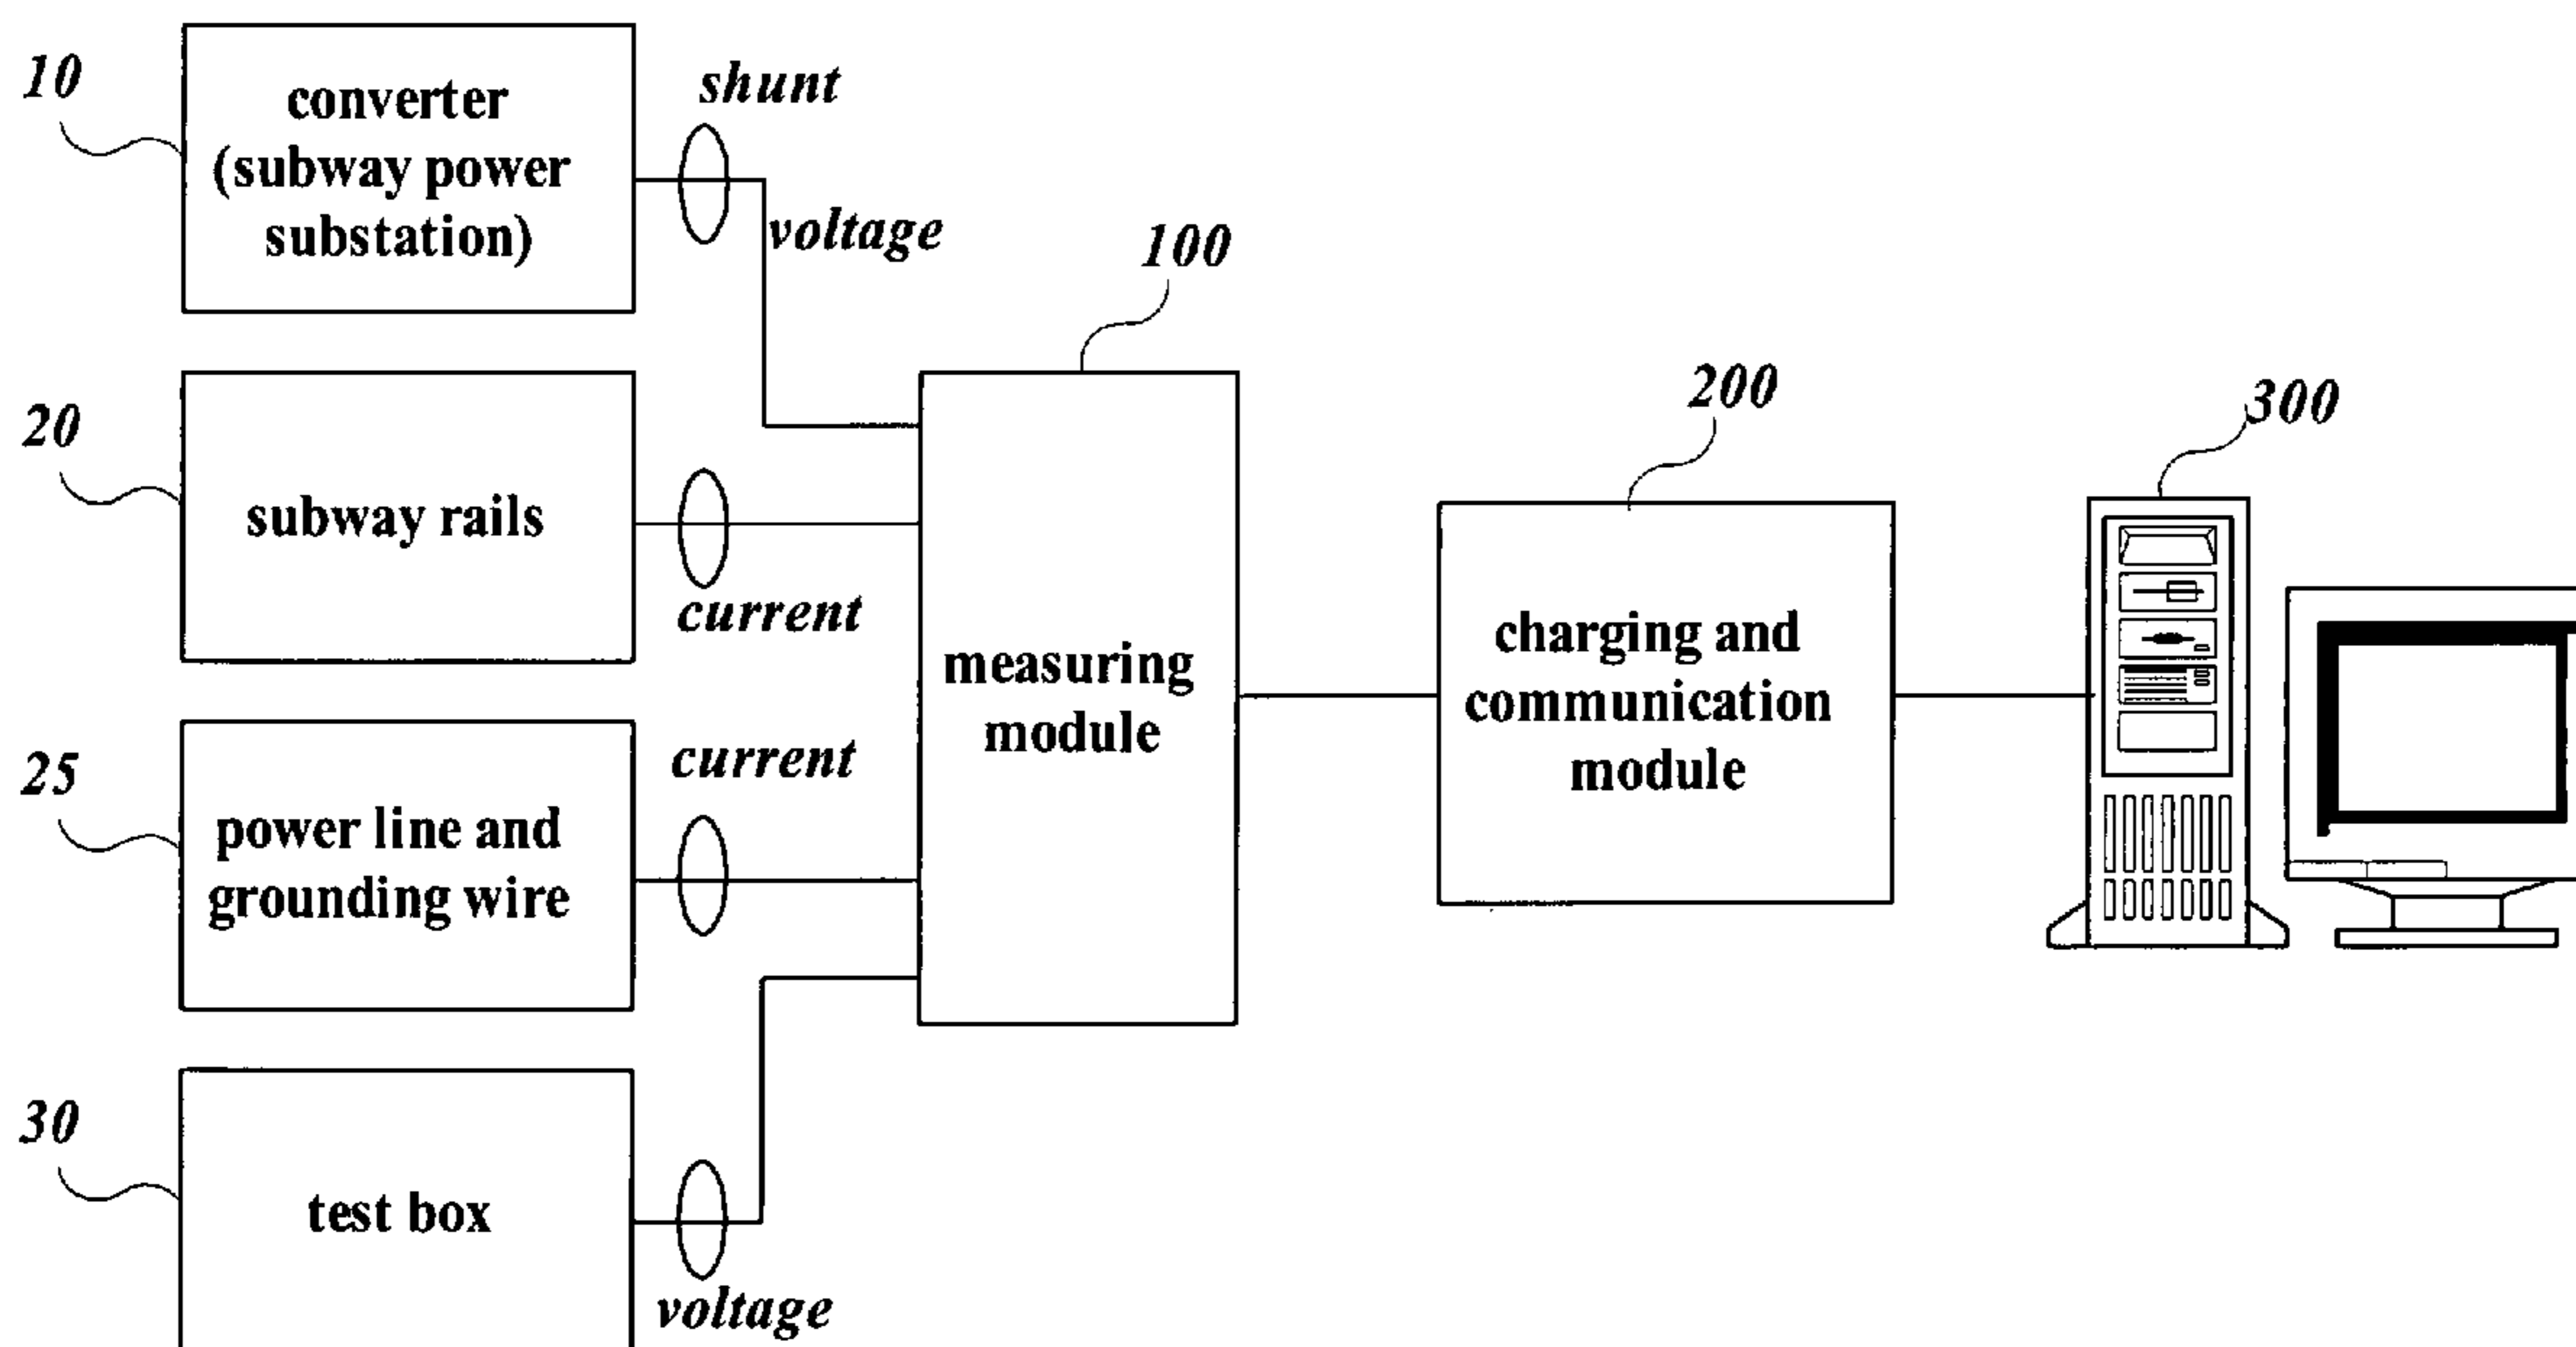 10
converter
(subway power
substation)
shunt
voltage
20
subway rails
current
25
power line and
grounding wire
current
30
test box
voltage
100
measuring
module
200
charging and
communication
module
300